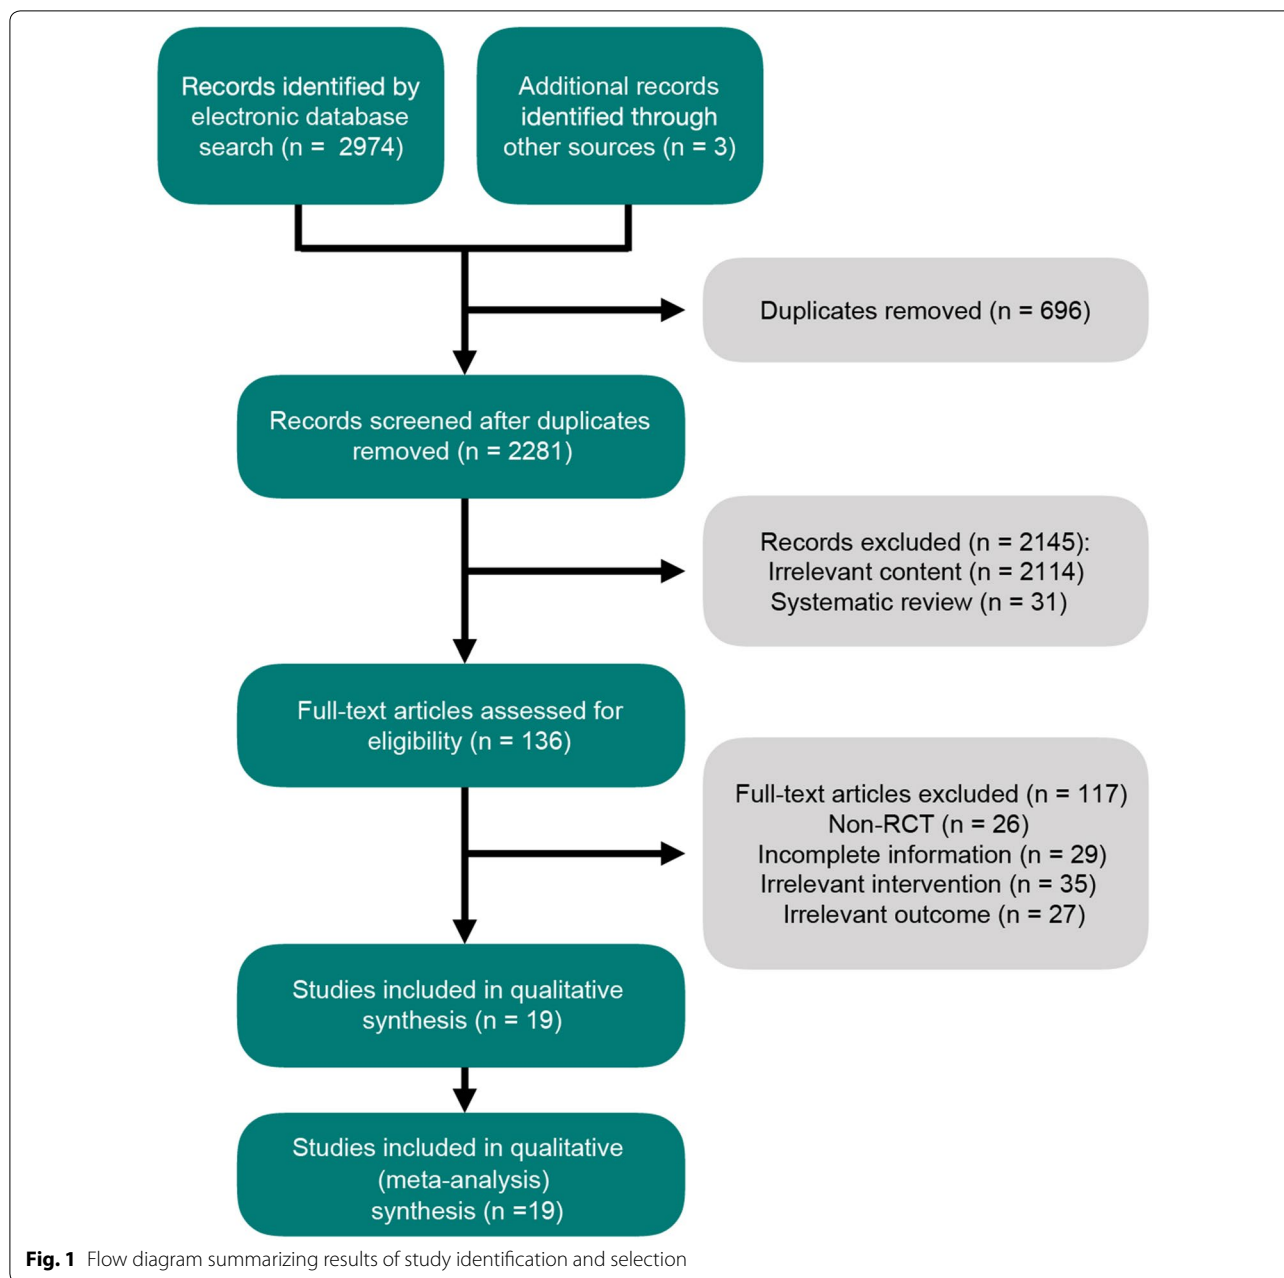 Records identified by
electronic database
search (n =  2974)
Additional records
identified through
other sources (n = 3)
Duplicates removed (n = 696)
Records screened after duplicates
removed (n = 2281)
Records excluded (n = 2145):
Irrelevant content (n = 2114)
Systematic review (n = 31)
Full-text articles assessed for
eligibility (n = 136)
Full-text articles excluded (n = 117)
Non-RCT (n = 26)
Incomplete information (n = 29)
Irrelevant intervention (n = 35)
Irrelevant outcome (n = 27)
Studies included in qualitative
synthesis (n = 19)
Studies included in qualitative
(meta-analysis)
synthesis (n =19)
Fig. 1 Flow diagram summarizing results of study identification and selection